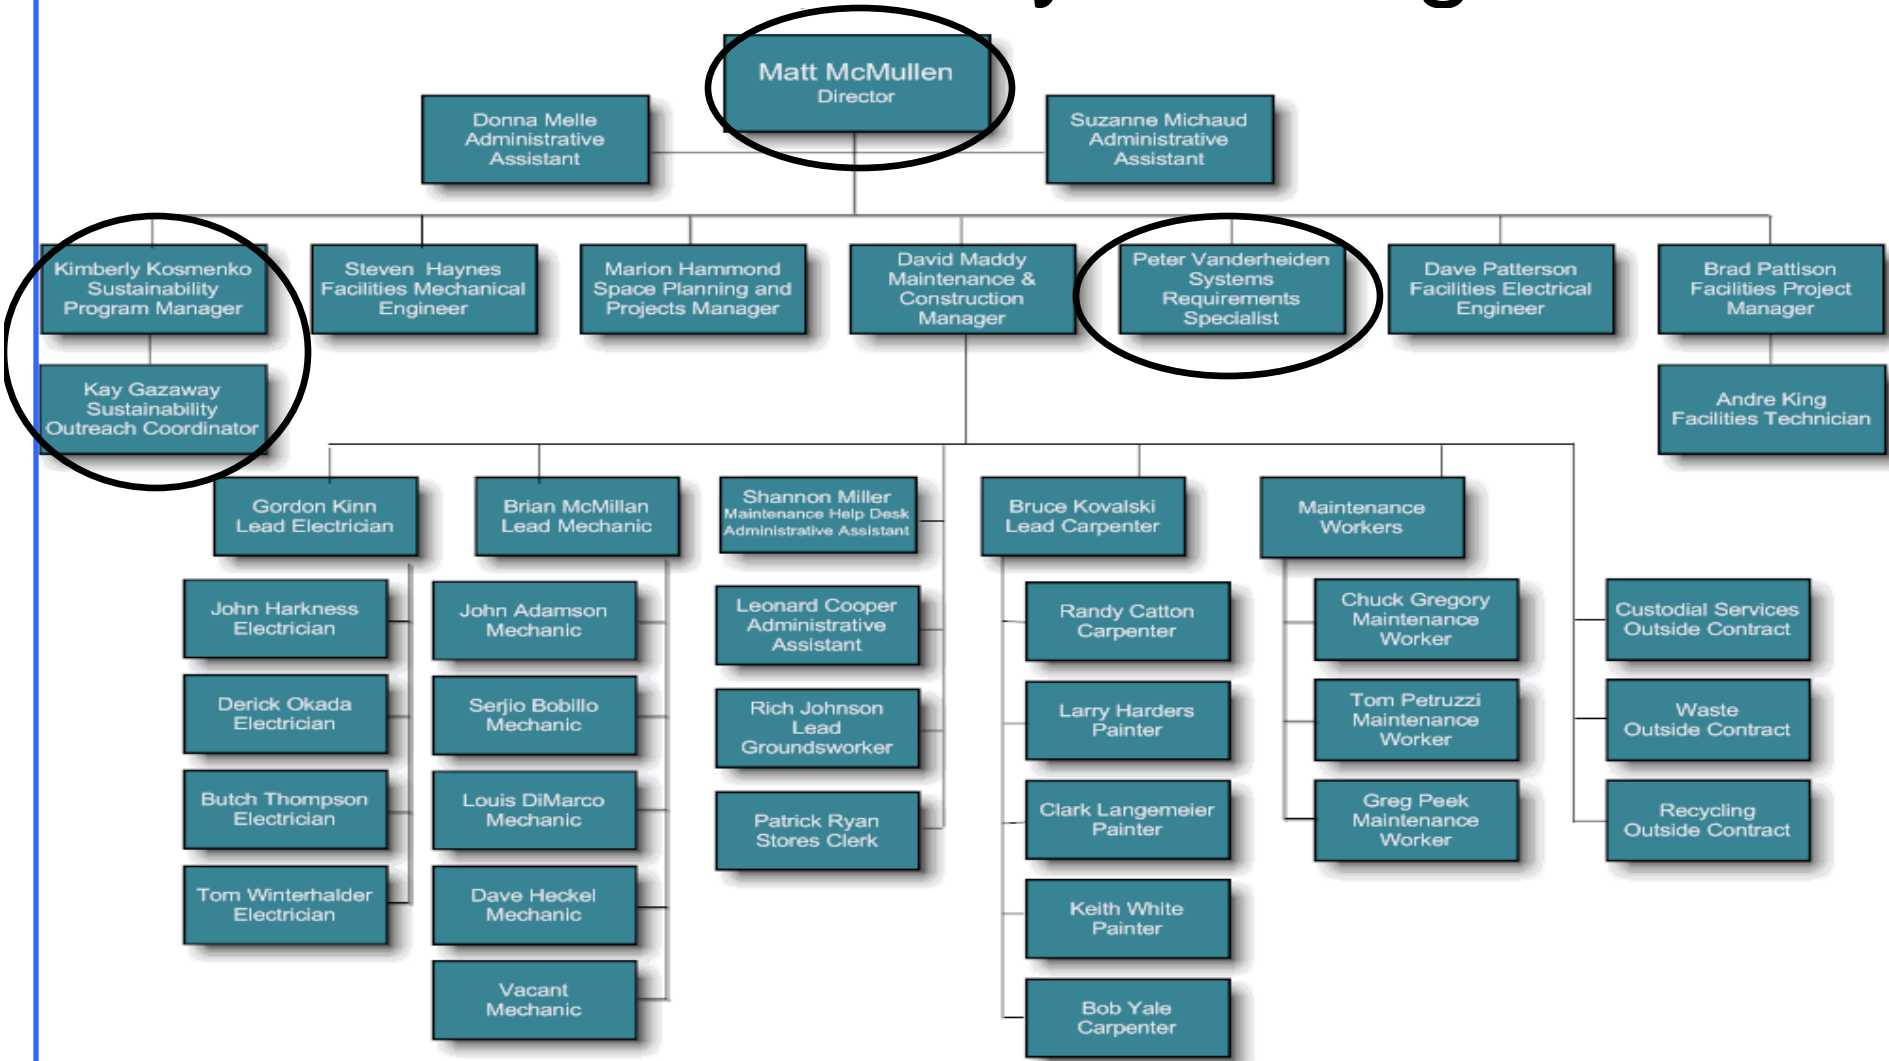 Matt McMullen
Director
Donna Melle
Administrative
Assistant
Suzanne Michaud
Administrative
Assistant
Kimberly Kosmenko
Sustainability
Program Manager
Steven Haynes
Facilities Mechanical
Engineer
Marion Hammond
Space Planning and
Projects Manager
David Maddy
Maintenance &
Construction
Manager
Peter Vanderheiden
Systems
Requirements
Specialist
Dave Patterson
Facilities Electrical
Engineer
Brad Pattison
Facilities Project
Manager
Kay Gazaway
Sustainability
Outreach Coordinator
Andre King
Facilities Technician
Gordon Kinn
Lead Electrician
Brian McMillan
Lead Mechanic
Shannon Miller
Maintenance Help Desk
Administrative Assistant
Bruce Kovalski
Lead Carpenter
Maintenance
Workers
John Harkness
Electrician
Derick Okada
Electrician
Butch Thompson
Electrician
Tom Winterhalder
Electrician
John Adamson
Mechanic
Serjio Bobillo
Mechanic
Louis DiMarco
Mechanic
Dave Heckel
Mechanic
Vacant
Mechanic
Leonard Cooper
Administrative
Assistant
Rich Johnson
Lead
Groundsworker
Patrick Ryan
Stores Clerk
Randy Catton
Carpenter
Larry Harders
Painter
Clark Langemeier
Painter
Keith White
Painter
Bob Yale
Carpenter
Chuck Gregory
Maintenance
Worker
Tom Petruzzi
Maintenance
Worker
Greg Peek
Maintenance
Worker
Custodial Services
Outside Contract
Waste
Outside Contract
Recycling
Outside Contract